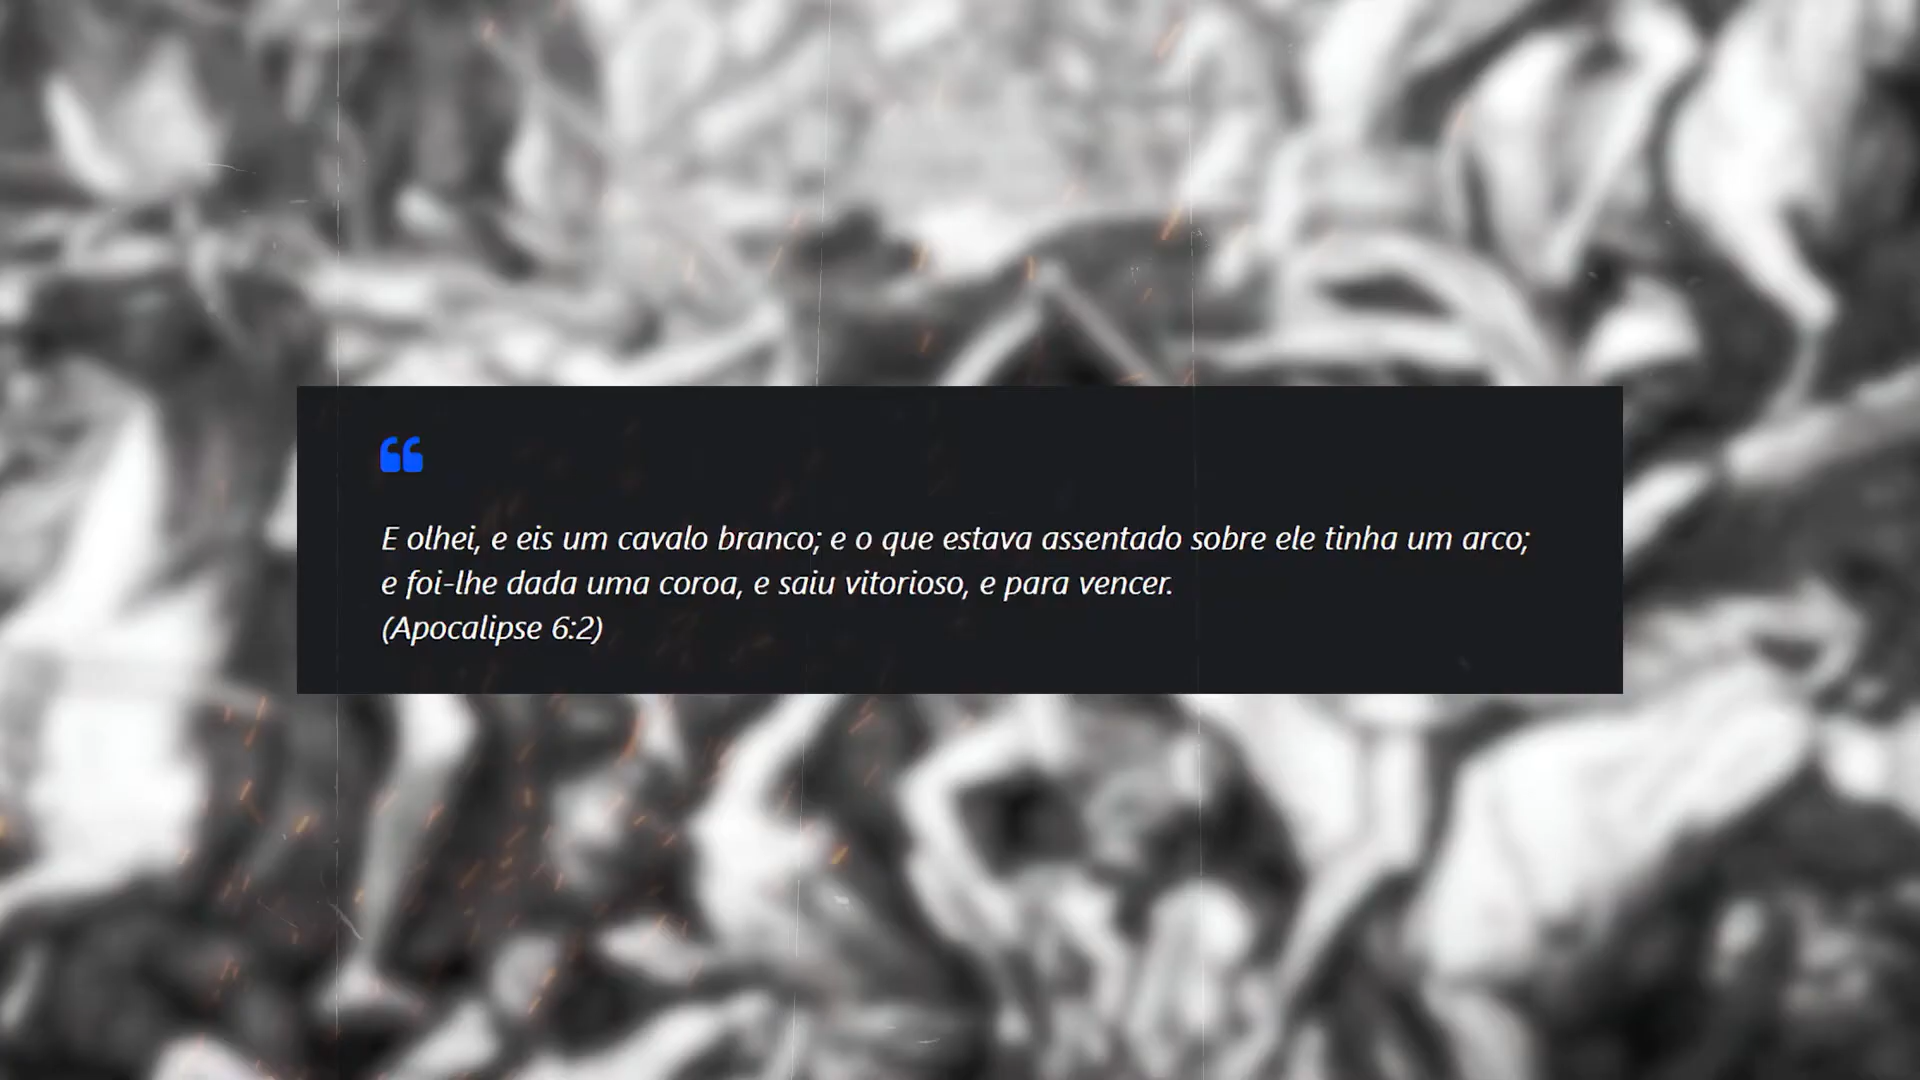 E olhei, e eis um cavalo branco; e o que estava assentado sobre ele tinha um arco;
e foi-lhe dada uma coroa, e saiu vitorioso, e para vencer.
(Apocalipse 6:2)